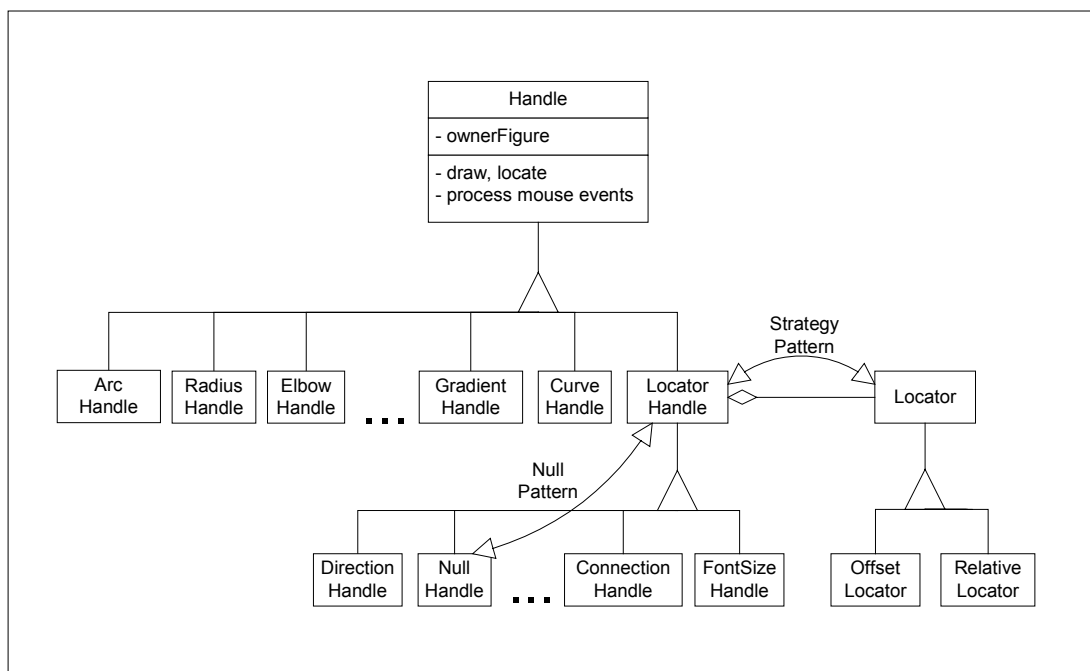 Handle
- ownerFigure
- draw, locate
- process mouse events
Strategy
Pattern
Arc
Handle
Radius
Handle
Elbow
Handle
...
Gradient
Handle
Curve
Handle
Locator
Handle
Locator
Null
Pattern
Direction
Handle
Null
Handle
...
Connection
Handle
FontSize
Handle
Offset
Locator
Relative
Locator